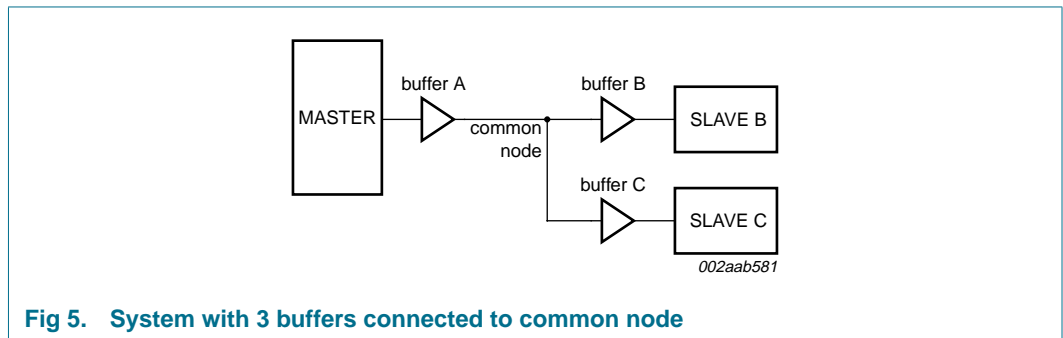 buffer A
buffer B
MASTER
SLAVE B
common
node
buffer C
SLAVE C
002aab581
Fig 5. System with 3 buffers connected to common node